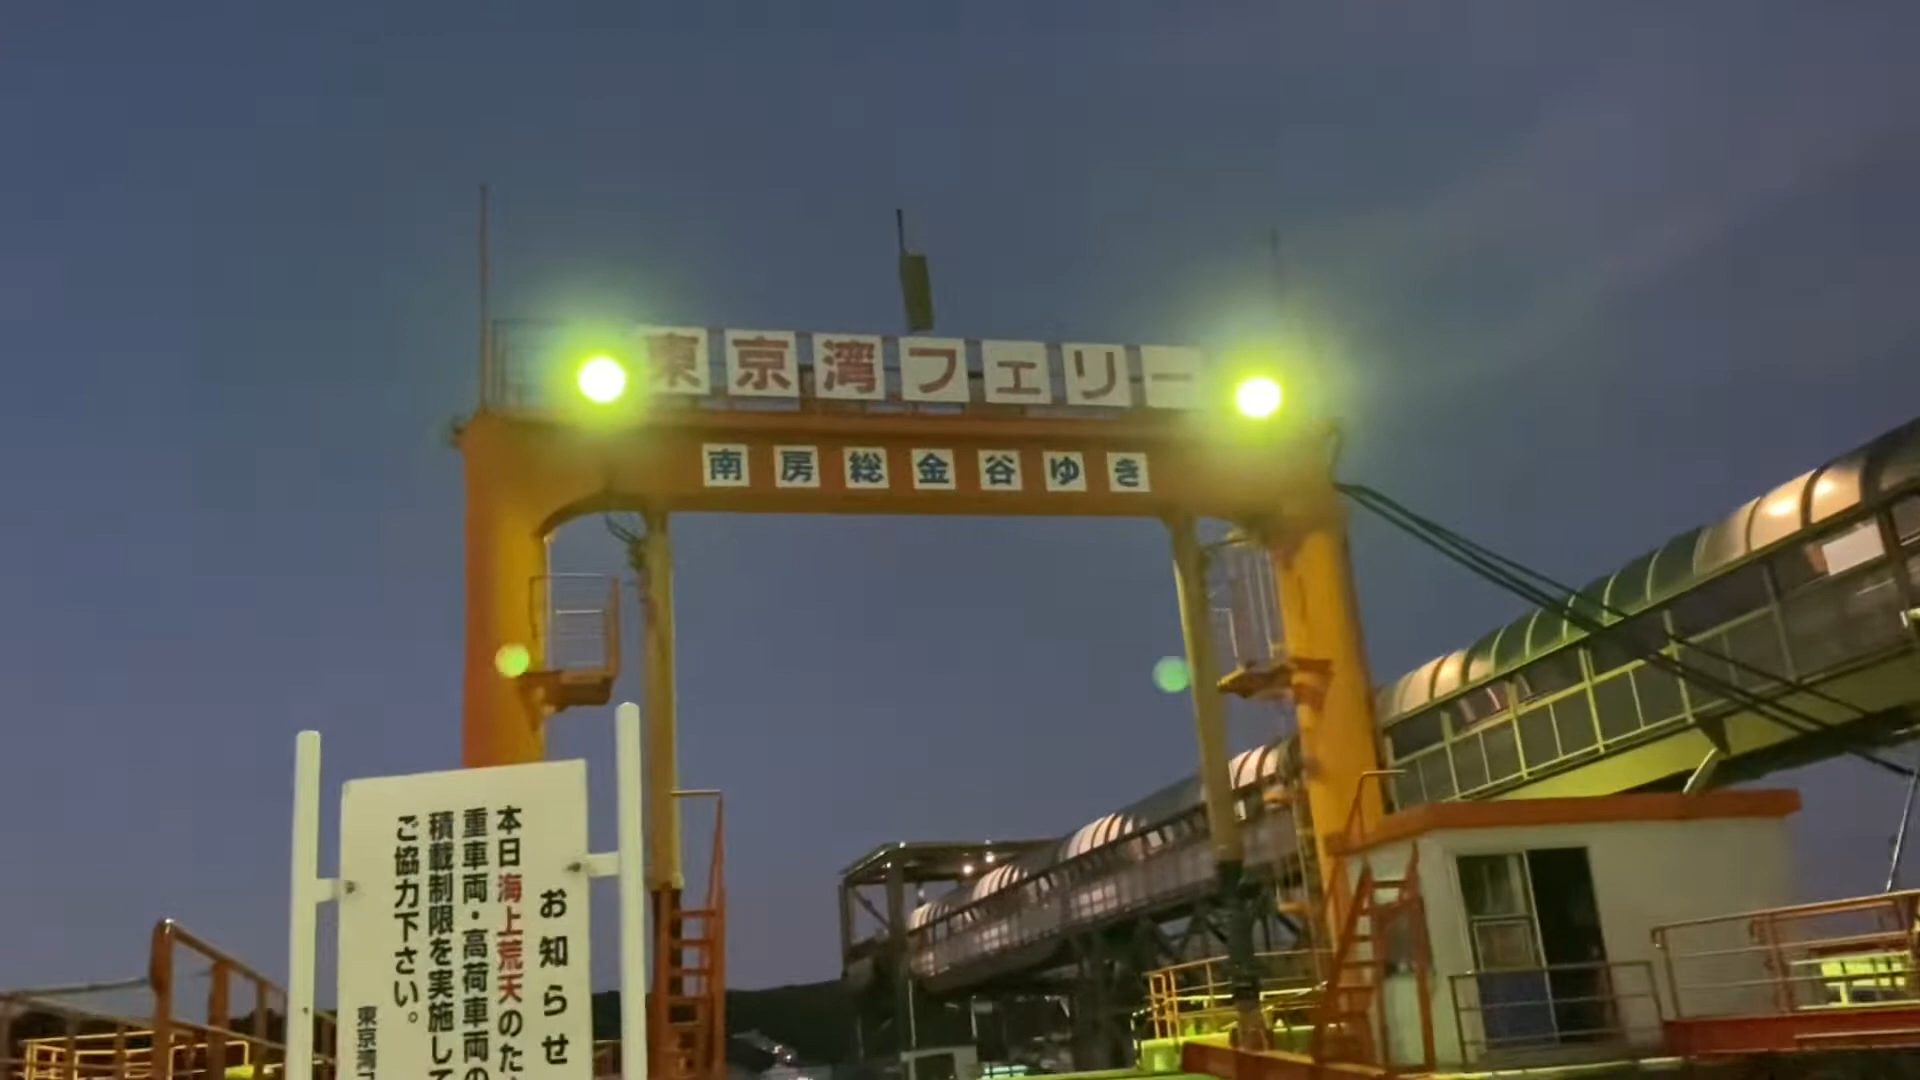 東京湾フェリー
南房総金谷ゆき
お知らせ
本日海上荒天のため
重車両・高荷車両の
積載制限を実施して
ご協力下さい。
東京湾フ